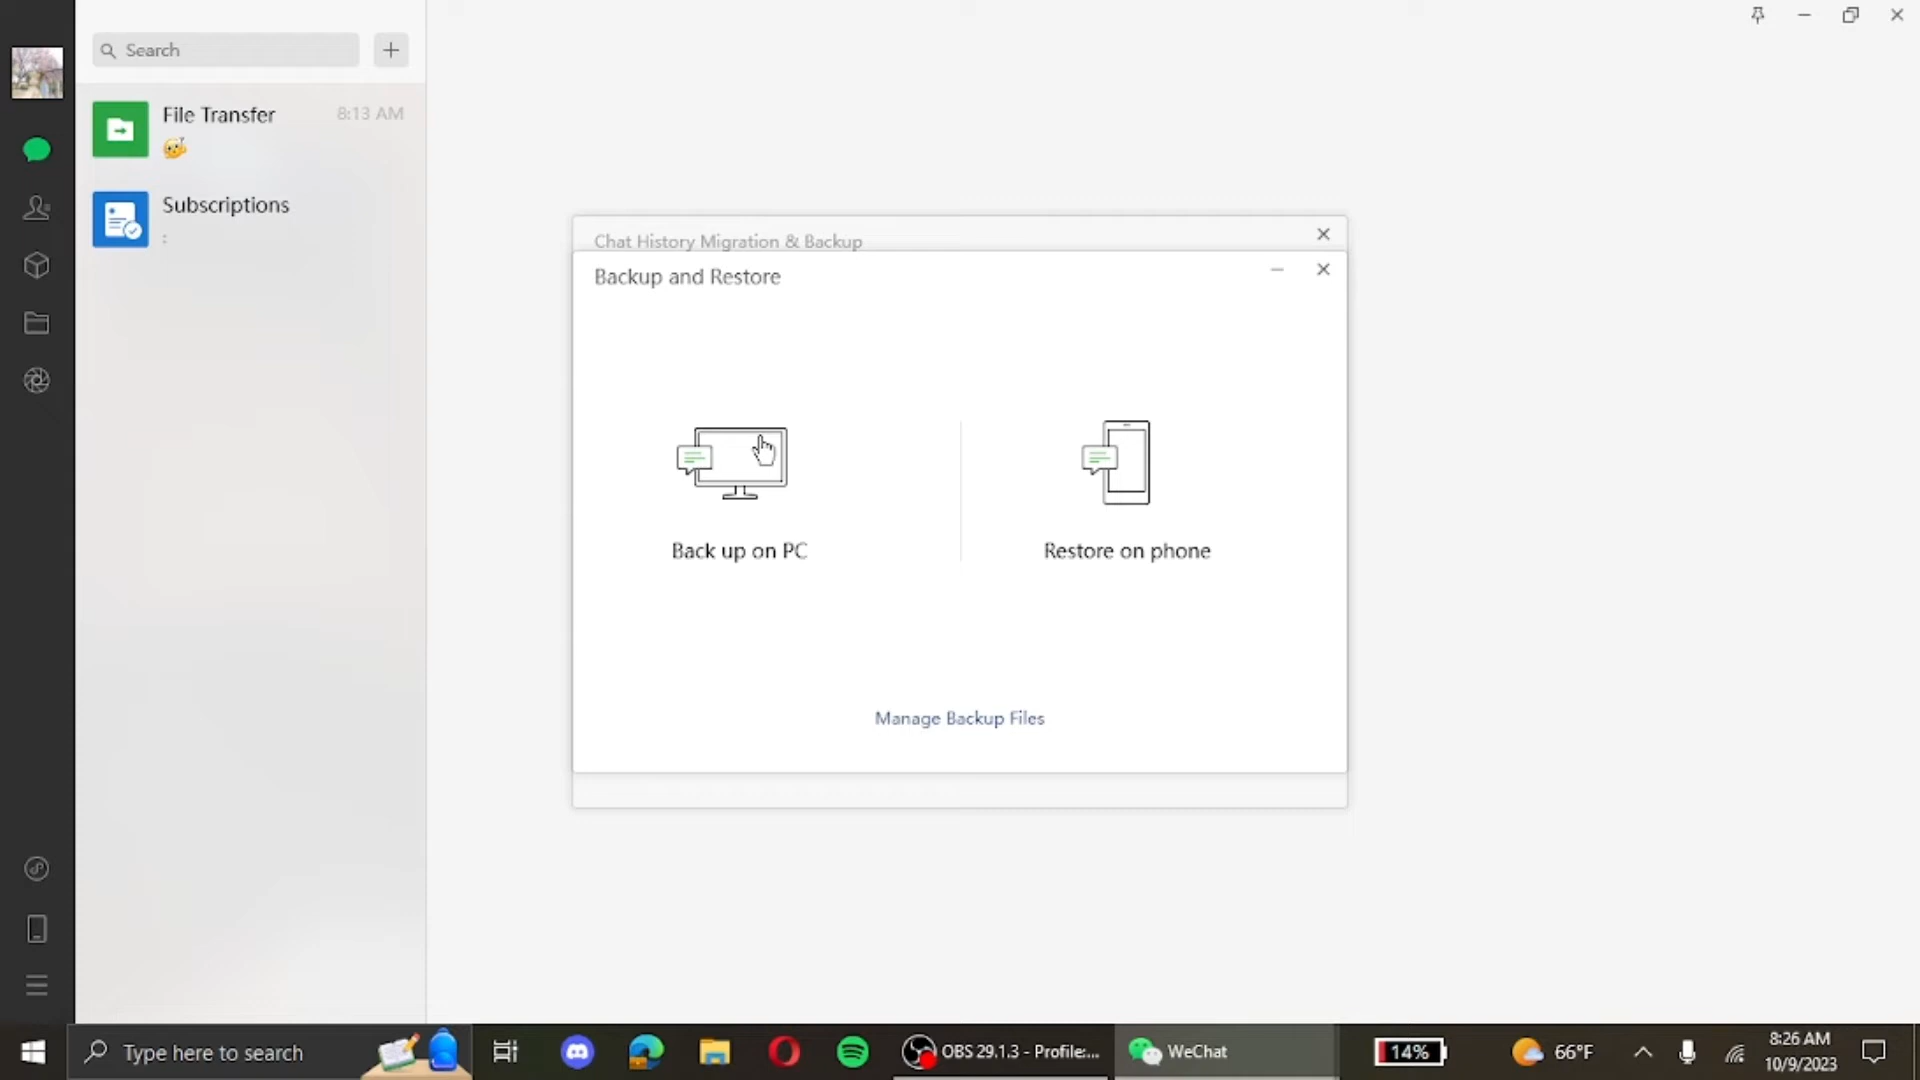 Search
File Transfer
8:13 AM
Subscriptions
:
Chat History Migration & Backup
Backup and Restore
Back up on PC
Restore on phone
Manage Backup Files
Type here to search
OBS 29.1.3 - Profile:...
WeChat
14%
66°F
8:26 AM
10/9/2023